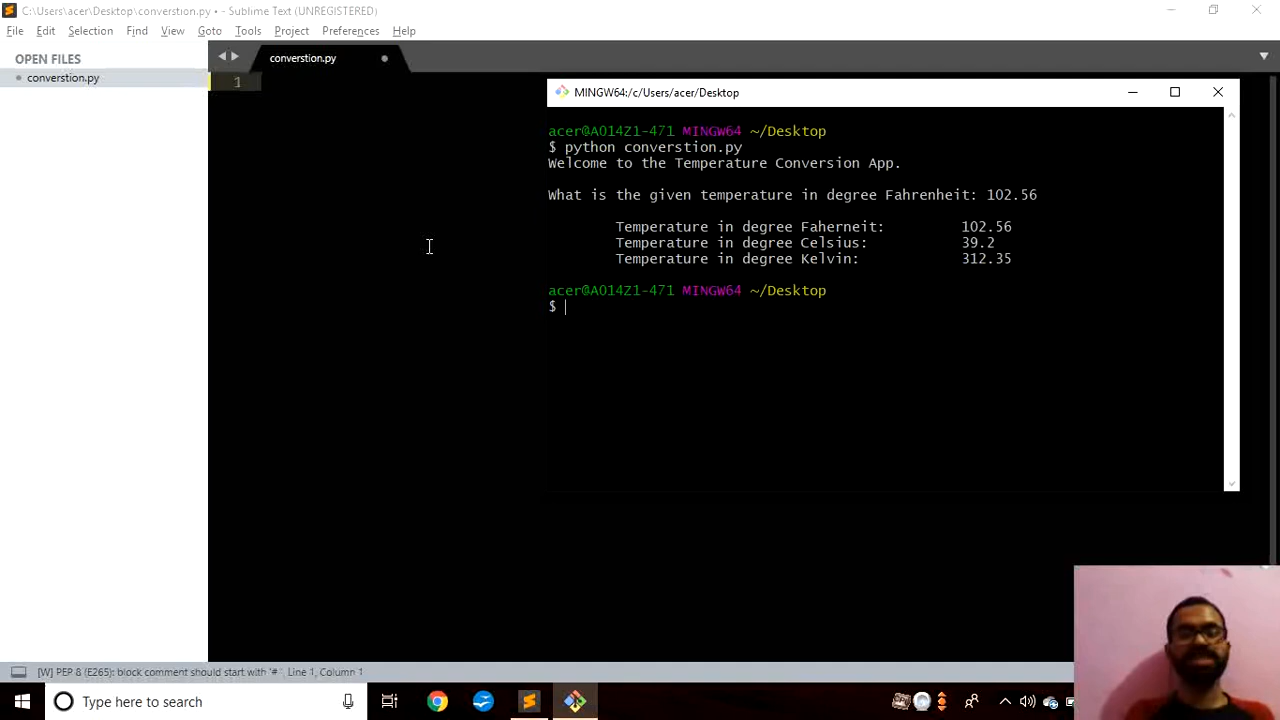 C:\Users\acer\Desktop\converstion.py • - Sublime Text (UNREGISTERED)
File Edit Selection Find View Goto Tools Project Preferences Help
OPEN FILES
converstion.py
converstion.py
1
MINGW64:/c/Users/acer/Desktop
acer@AO14Z1-471 MINGW64 ~/Desktop
$ python converstion.py
Welcome to the Temperature Conversion App.
What is the given temperature in degree Fahrenheit: 102.56
Temperature in degree Faherneit: 102.56
Temperature in degree Celsius: 39.2
Temperature in degree Kelvin: 312.35
acer@AO14Z1-471 MINGW64 ~/Desktop
$
[W] PEP 8 (E265): block comment should start with '# ', Line 1, Column 1
Type here to search